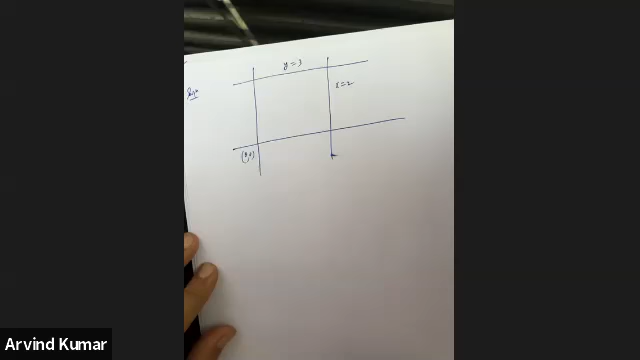 y = 3
x = 2
(0,0)
Arvind Kumar